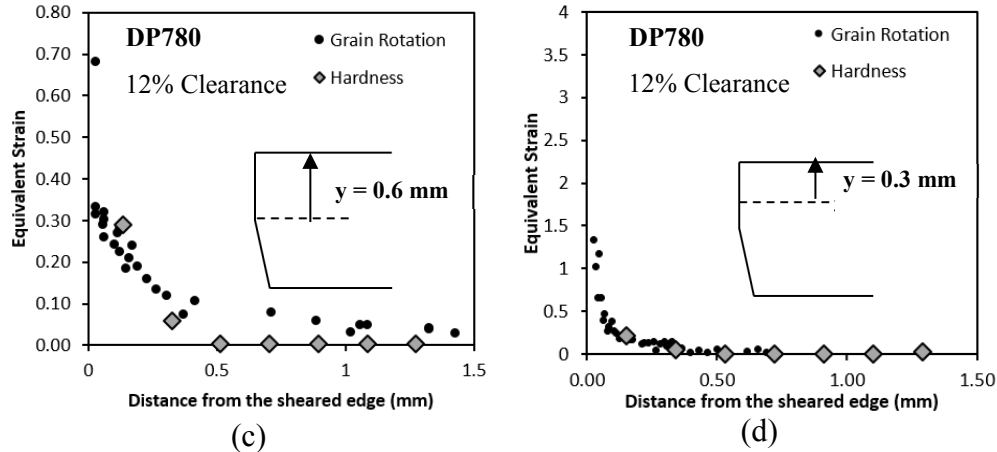 0.80
0.70
0.60
0.50
0.40
0.30
0.20
0.10
0.00
Equivalent Strain
DP780
12% Clearance
Grain Rotation
Hardness
y = 0.6 mm
0
0.5
1
1.5
Distance from the sheared edge (mm)
(c)
4
3.5
3
2.5
2
1.5
1
0.5
0
Equivalent Strain
DP780
12% Clearance
Grain Rotation
Hardness
y = 0.3 mm
0.00
0.50
1.00
1.50
Distance from the sheared edge (mm)
(d)